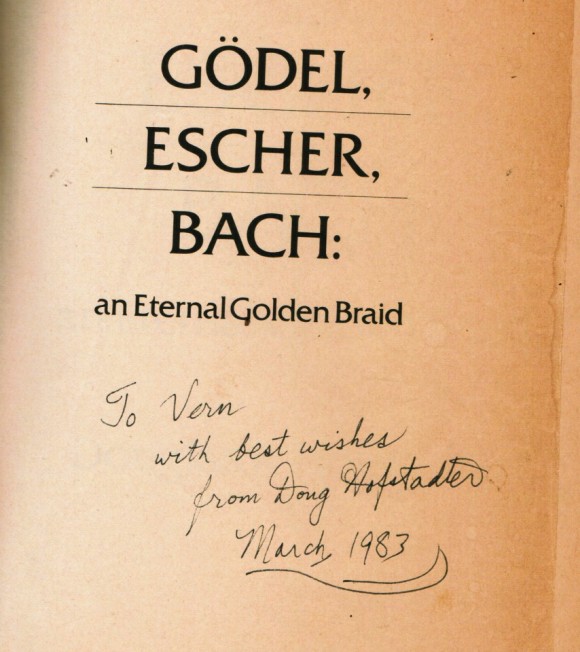 GÖDEL,
ESCHER,
BACH:
an Eternal Golden Braid
To Vern
with best wishes
from Doug Hofstadter
March 1983